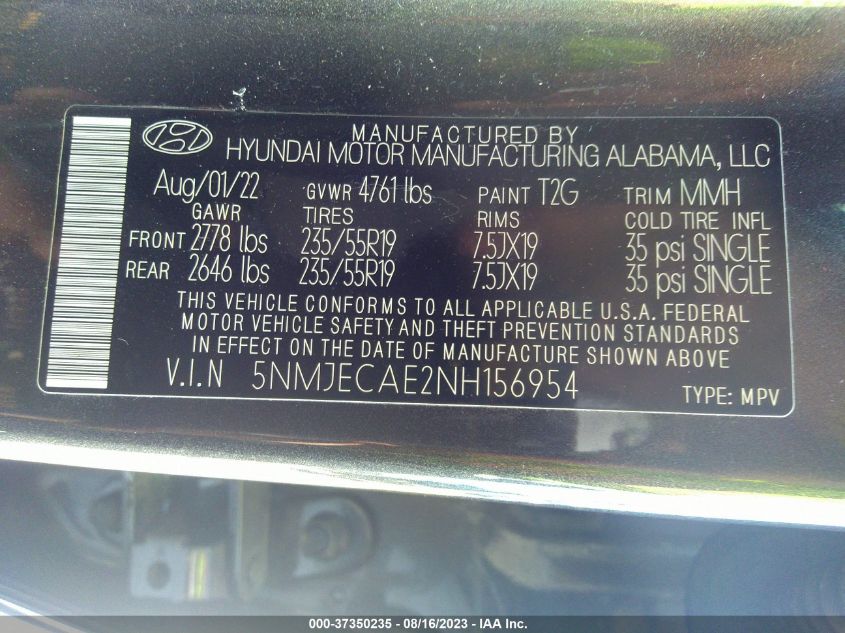 MANUFACTURED BY
HYUNDAI MOTOR MANUFACTURING ALABAMA, LLC
Aug/01/22 GVWR 4761 lbs PAINT T2G TRIM MMH
GAWR TIRES RIMS COLD TIRE INFL
FRONT 2778 lbs 235/55R19 7.5JX19 35 psi SINGLE
REAR 2646 lbs 235/55R19 7.5JX19 35 psi SINGLE
THIS VEHICLE CONFORMS TO ALL APPLICABLE U.S.A. FEDERAL
MOTOR VEHICLE SAFETY AND THEFT PREVENTION STANDARDS
IN EFFECT ON THE DATE OF MANUFACTURE SHOWN ABOVE
V.I.N 5NMJECAE2NH156954 TYPE: MPV
000-37350235 - 08/16/2023 - IAA Inc.